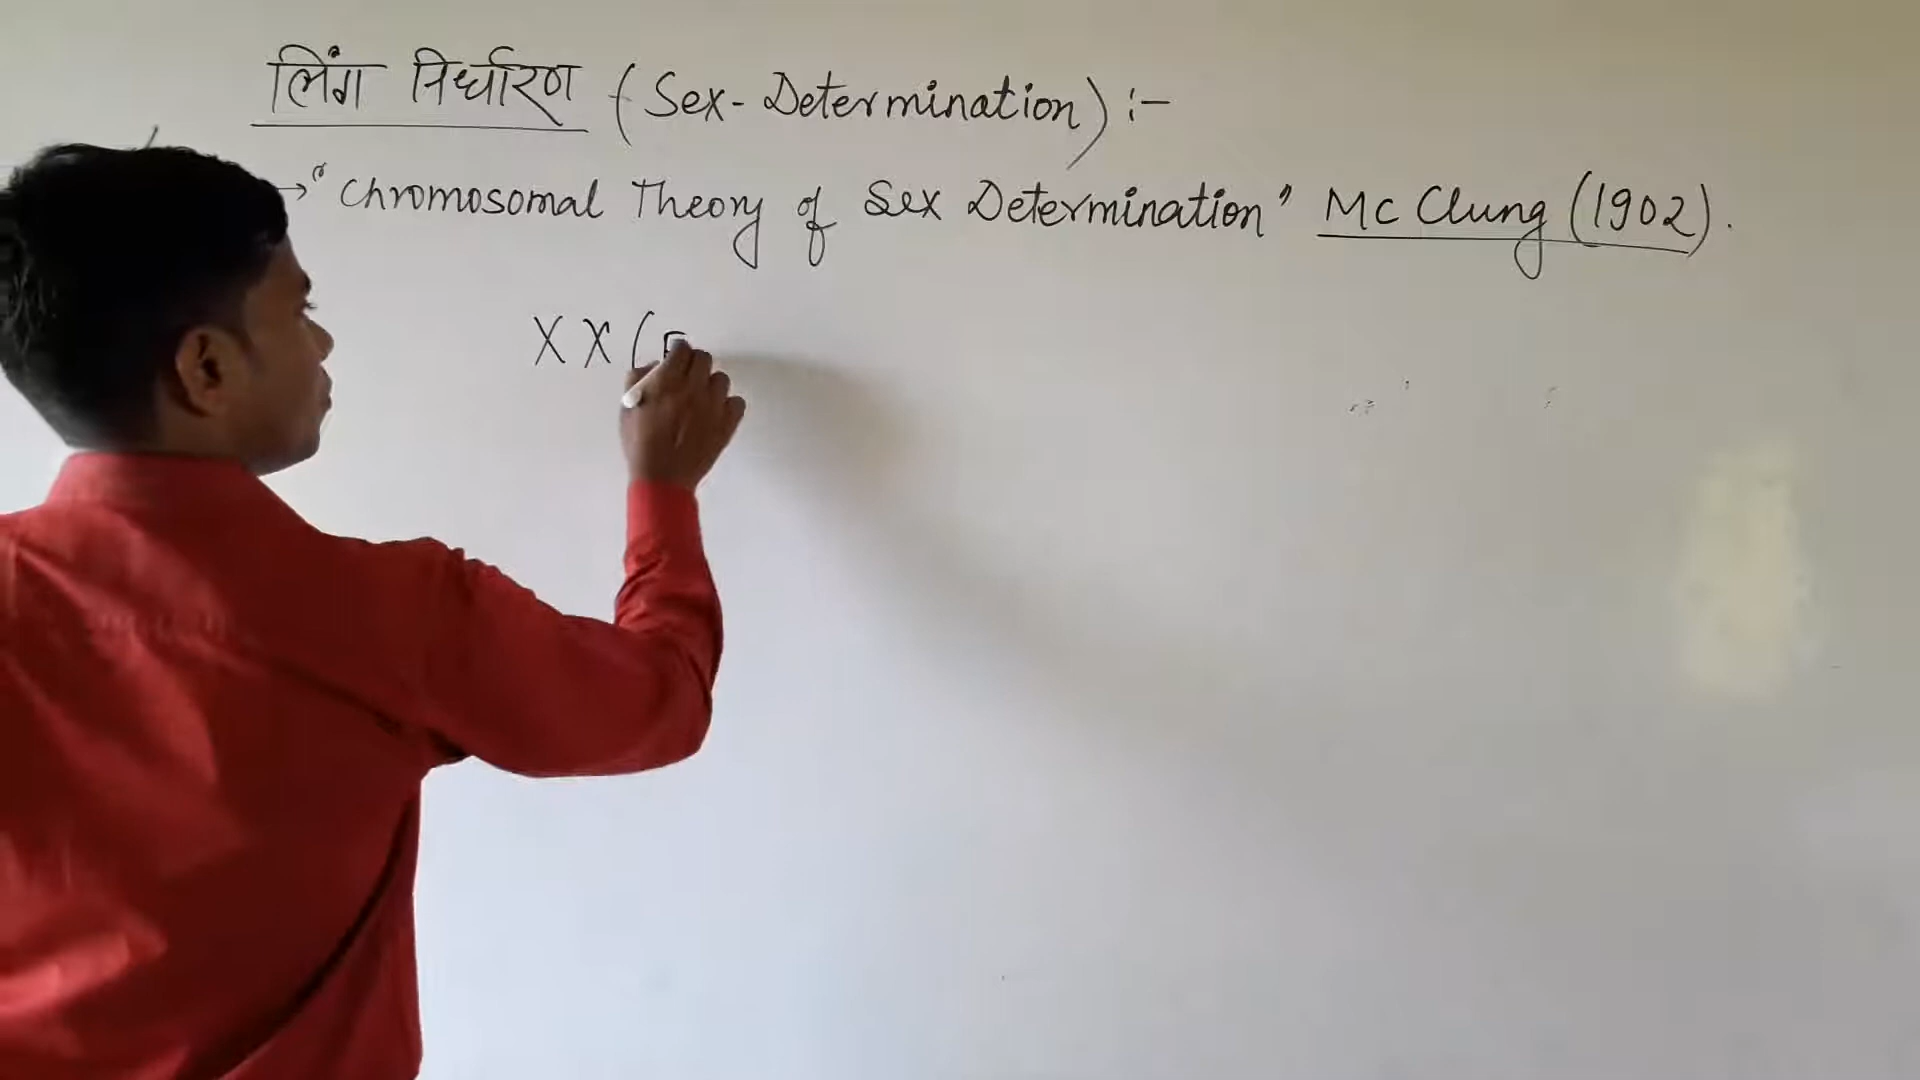 लिंग निर्धारण (Sex-Determination) :-
→ "Chromosomal Theory of Sex Determination" Mc Clung (1902).
X X (F